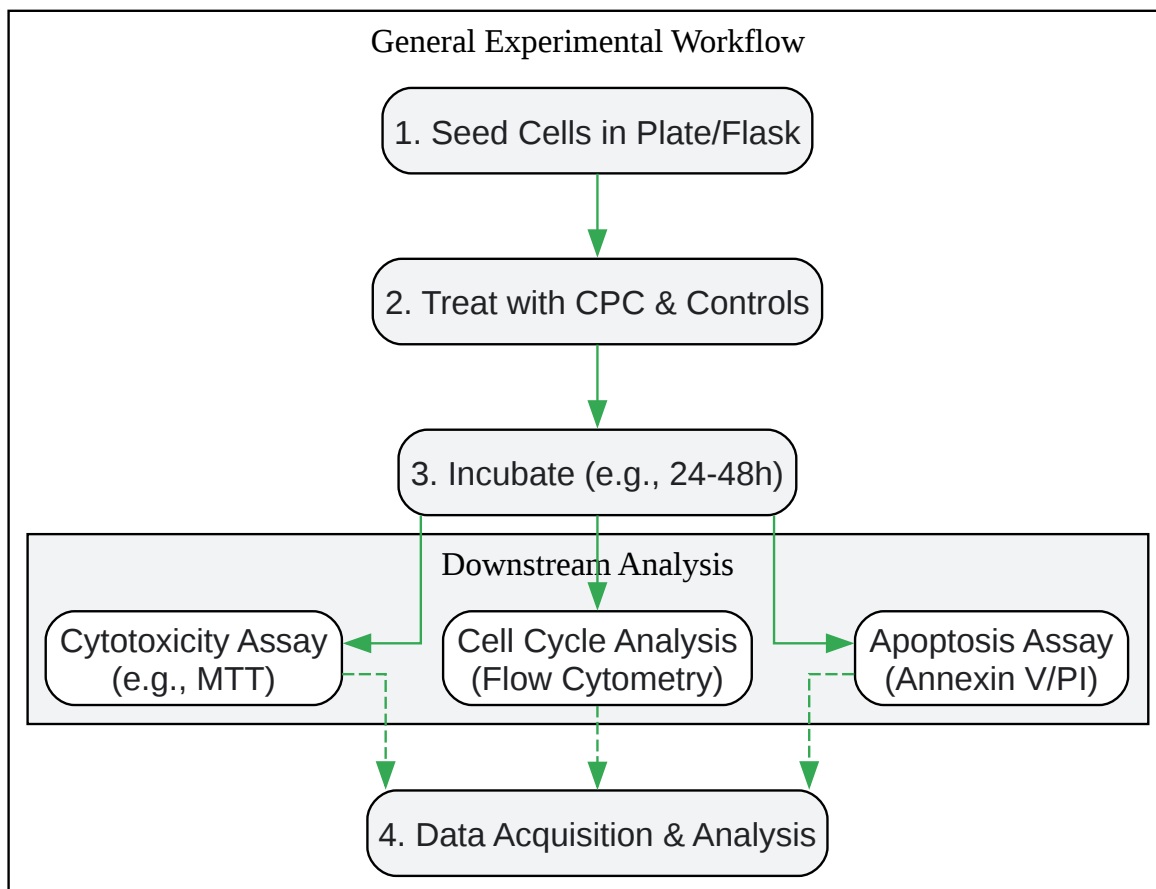 General Experimental Workflow
1. Seed Cells in Plate/Flask
2. Treat with CPC & Controls
3. Incubate (e.g., 24-48h)
Downstream Analysis
Cytotoxicity Assay
(e.g., MTT)
Cell Cycle Analysis
(Flow Cytometry)
Apoptosis Assay
(Annexin V/PI)
4. Data Acquisition & Analysis